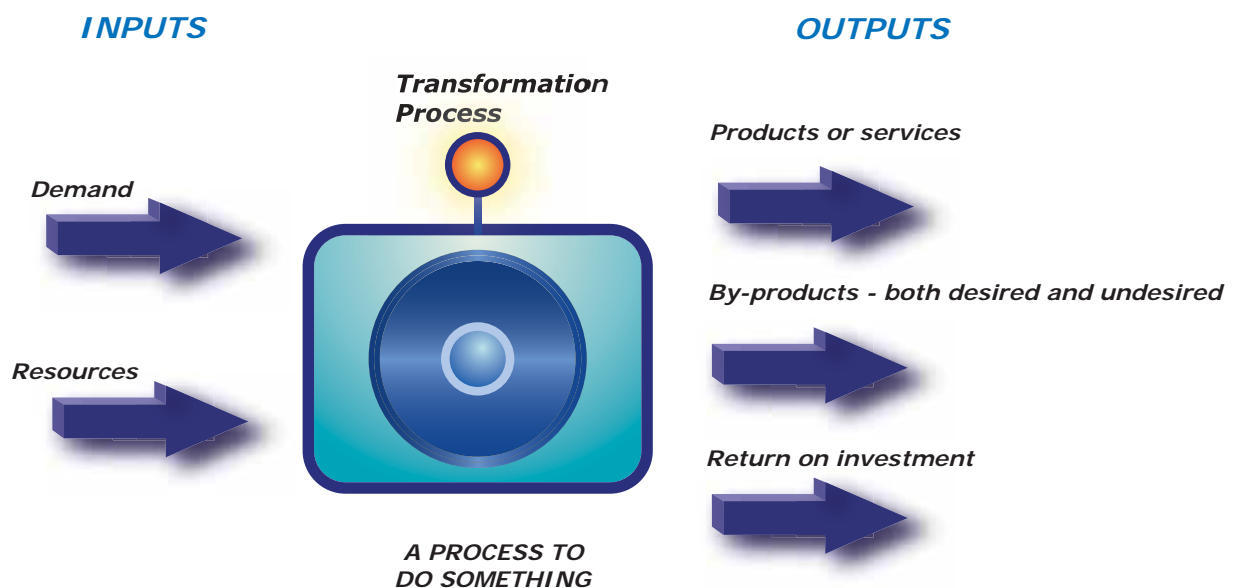 INPUTS
OUTPUTS
Transformation
Process
Products or services
Demand
By-products - both desired and undesired
Resources
Return on investment
A PROCESS TO
DO SOMETHING